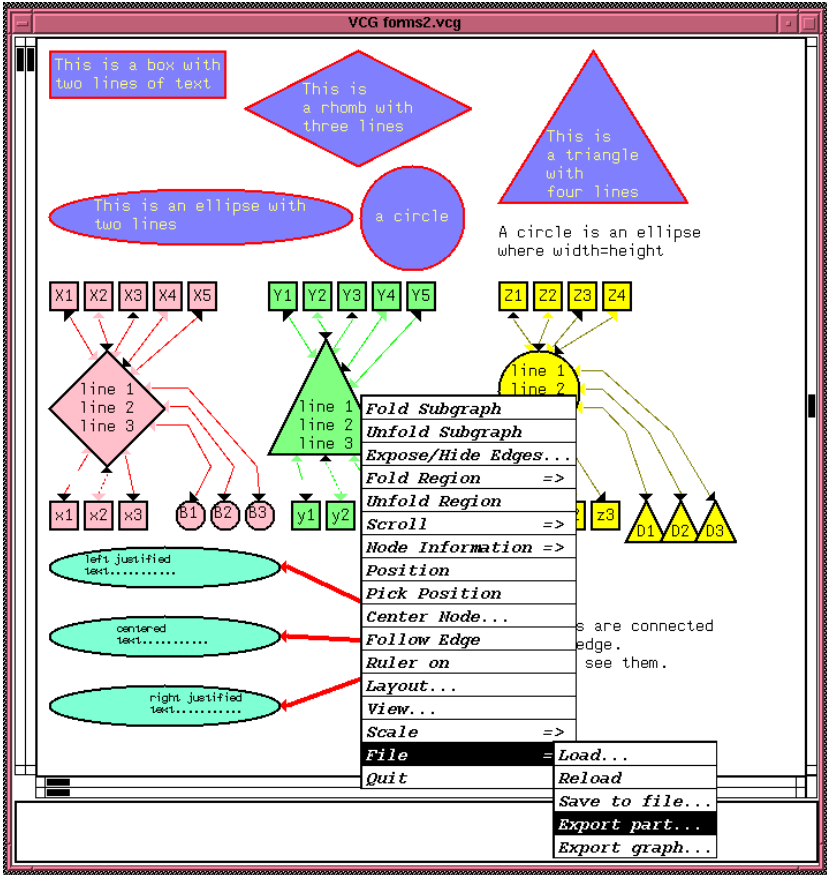 VCG forms2.vcg
This is a box with
two lines of text
This is
a rhomb with
three lines
This is
a triangle
with
four lines
This is an ellipse with
two lines
a circle
A circle is an ellipse
where width=height
X1 X2 X3 X4 X5 Y1 Y2 Y3 Y4 Y5 Z1 Z2 Z3 Z4
line 1
line 2
line 3
line 1
line 2
line 3
line 1
line 2
x1 x2 x3 B1 B2 B3 y1 y2 z3 D1 D2 D3
left justified
text...........
centered
text...........
right justified
text...........
s are connected
edge.
see them.
Fold Subgraph
Unfold Subgraph
Expose/Hide Edges...
Fold Region =>
Unfold Region
Scroll =>
Node Information =>
Position
Pick Position
Center Node...
Follow Edge
Ruler on
Layout...
View...
Scale =>
File =
Quit
Load...
Reload
Save to file...
Export part...
Export graph...